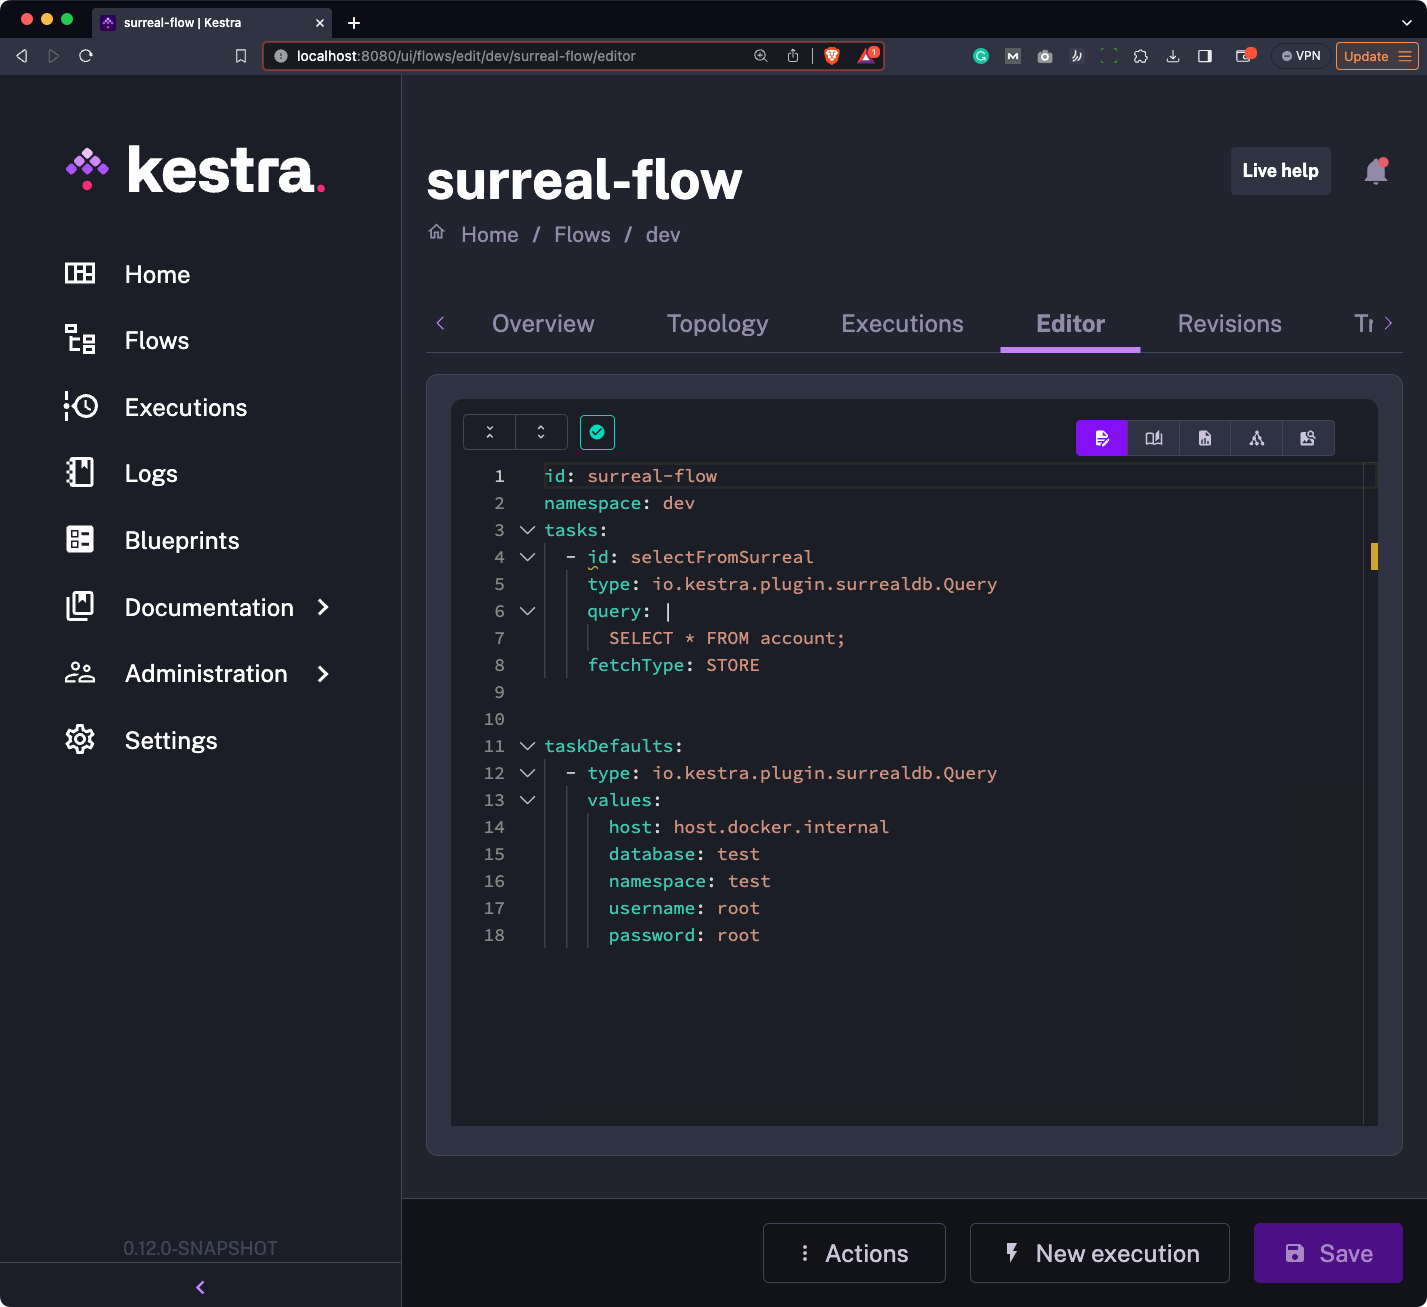 surreal-flow | Kestra
localhost:8080/ui/flows/edit/dev/surreal-flow/editor
1
G
M
VPN
Update
kestra.
Home
Flows
Executions
Logs
Blueprints
Documentation
Administration
Settings
0.12.0-SNAPSHOT
surreal-flow
Live help
Home / Flows / dev
Overview Topology Executions Editor Revisions Tr
1 id: surreal-flow
2 namespace: dev
3 tasks:
4 - id: selectFromSurreal
5 type: io.kestra.plugin.surrealdb.Query
6 query: |
7 SELECT * FROM account;
8 fetchType: STORE
9
10
11 taskDefaults:
12 - type: io.kestra.plugin.surrealdb.Query
13 values:
14 host: host.docker.internal
15 database: test
16 namespace: test
17 username: root
18 password: root
Actions
New execution
Save